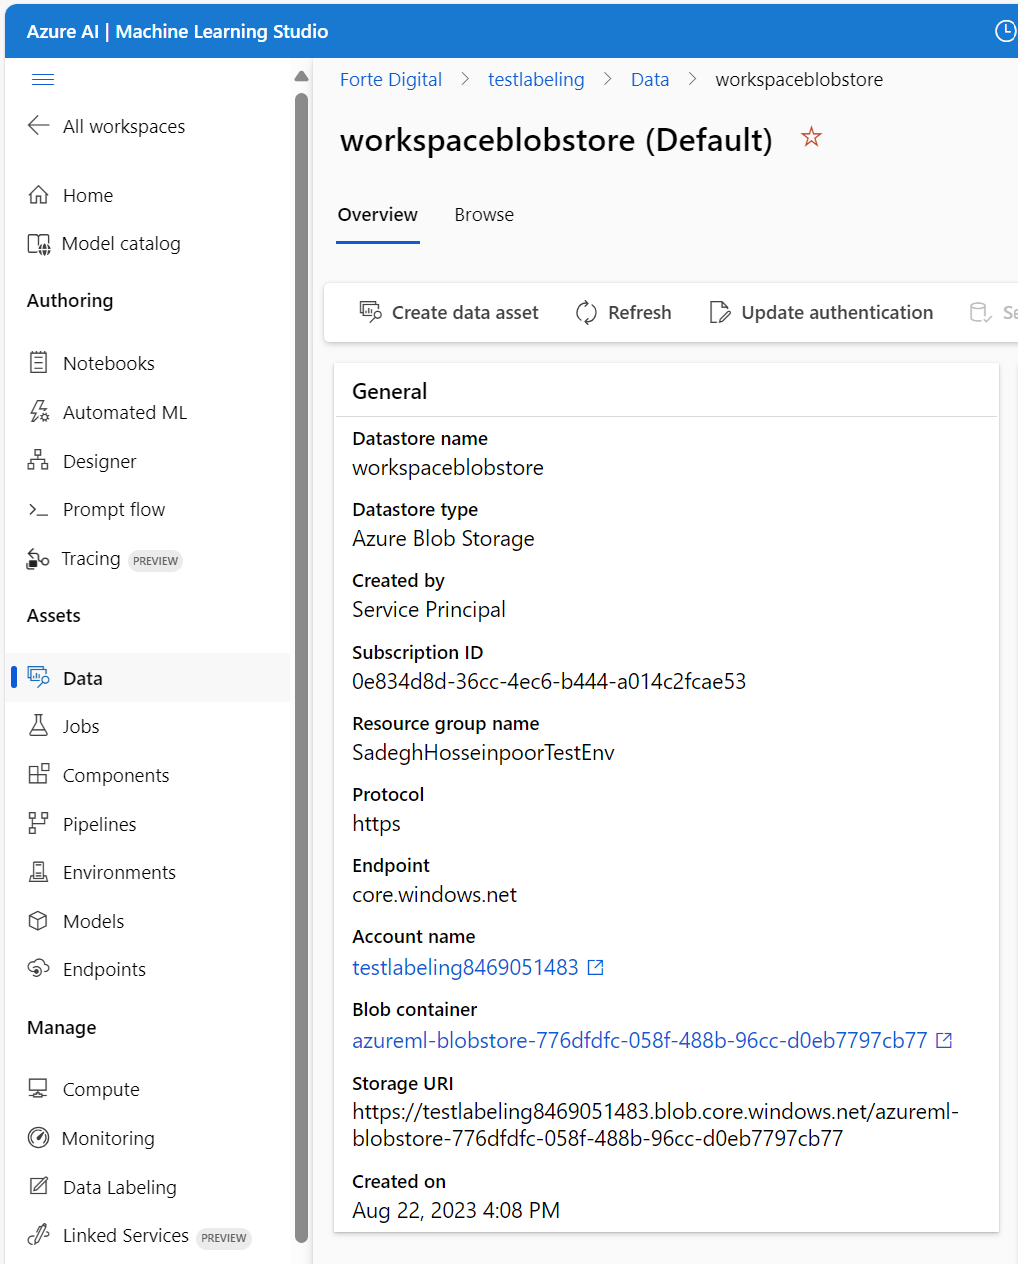 Azure AI | Machine Learning Studio
All workspaces
Home
Model catalog
Authoring
Notebooks
Automated ML
Designer
Prompt flow
Tracing PREVIEW
Assets
Data
Jobs
Components
Pipelines
Environments
Models
Endpoints
Manage
Compute
Monitoring
Data Labeling
Linked Services PREVIEW
Forte Digital > testlabeling > Data > workspaceblobstore
workspaceblobstore (Default)
Overview Browse
Create data asset Refresh Update authentication
General
Datastore name
workspaceblobstore
Datastore type
Azure Blob Storage
Created by
Service Principal
Subscription ID
0e834d8d-36cc-4ec6-b444-a014c2fcae53
Resource group name
SadeghHosseinpoorTestEnv
Protocol
https
Endpoint
core.windows.net
Account name
testlabeling8469051483
Blob container
azureml-blobstore-776dfdfc-058f-488b-96cc-d0eb7797cb77
Storage URI
https://testlabeling8469051483.blob.core.windows.net/azureml-
blobstore-776dfdfc-058f-488b-96cc-d0eb7797cb77
Created on
Aug 22, 2023 4:08 PM